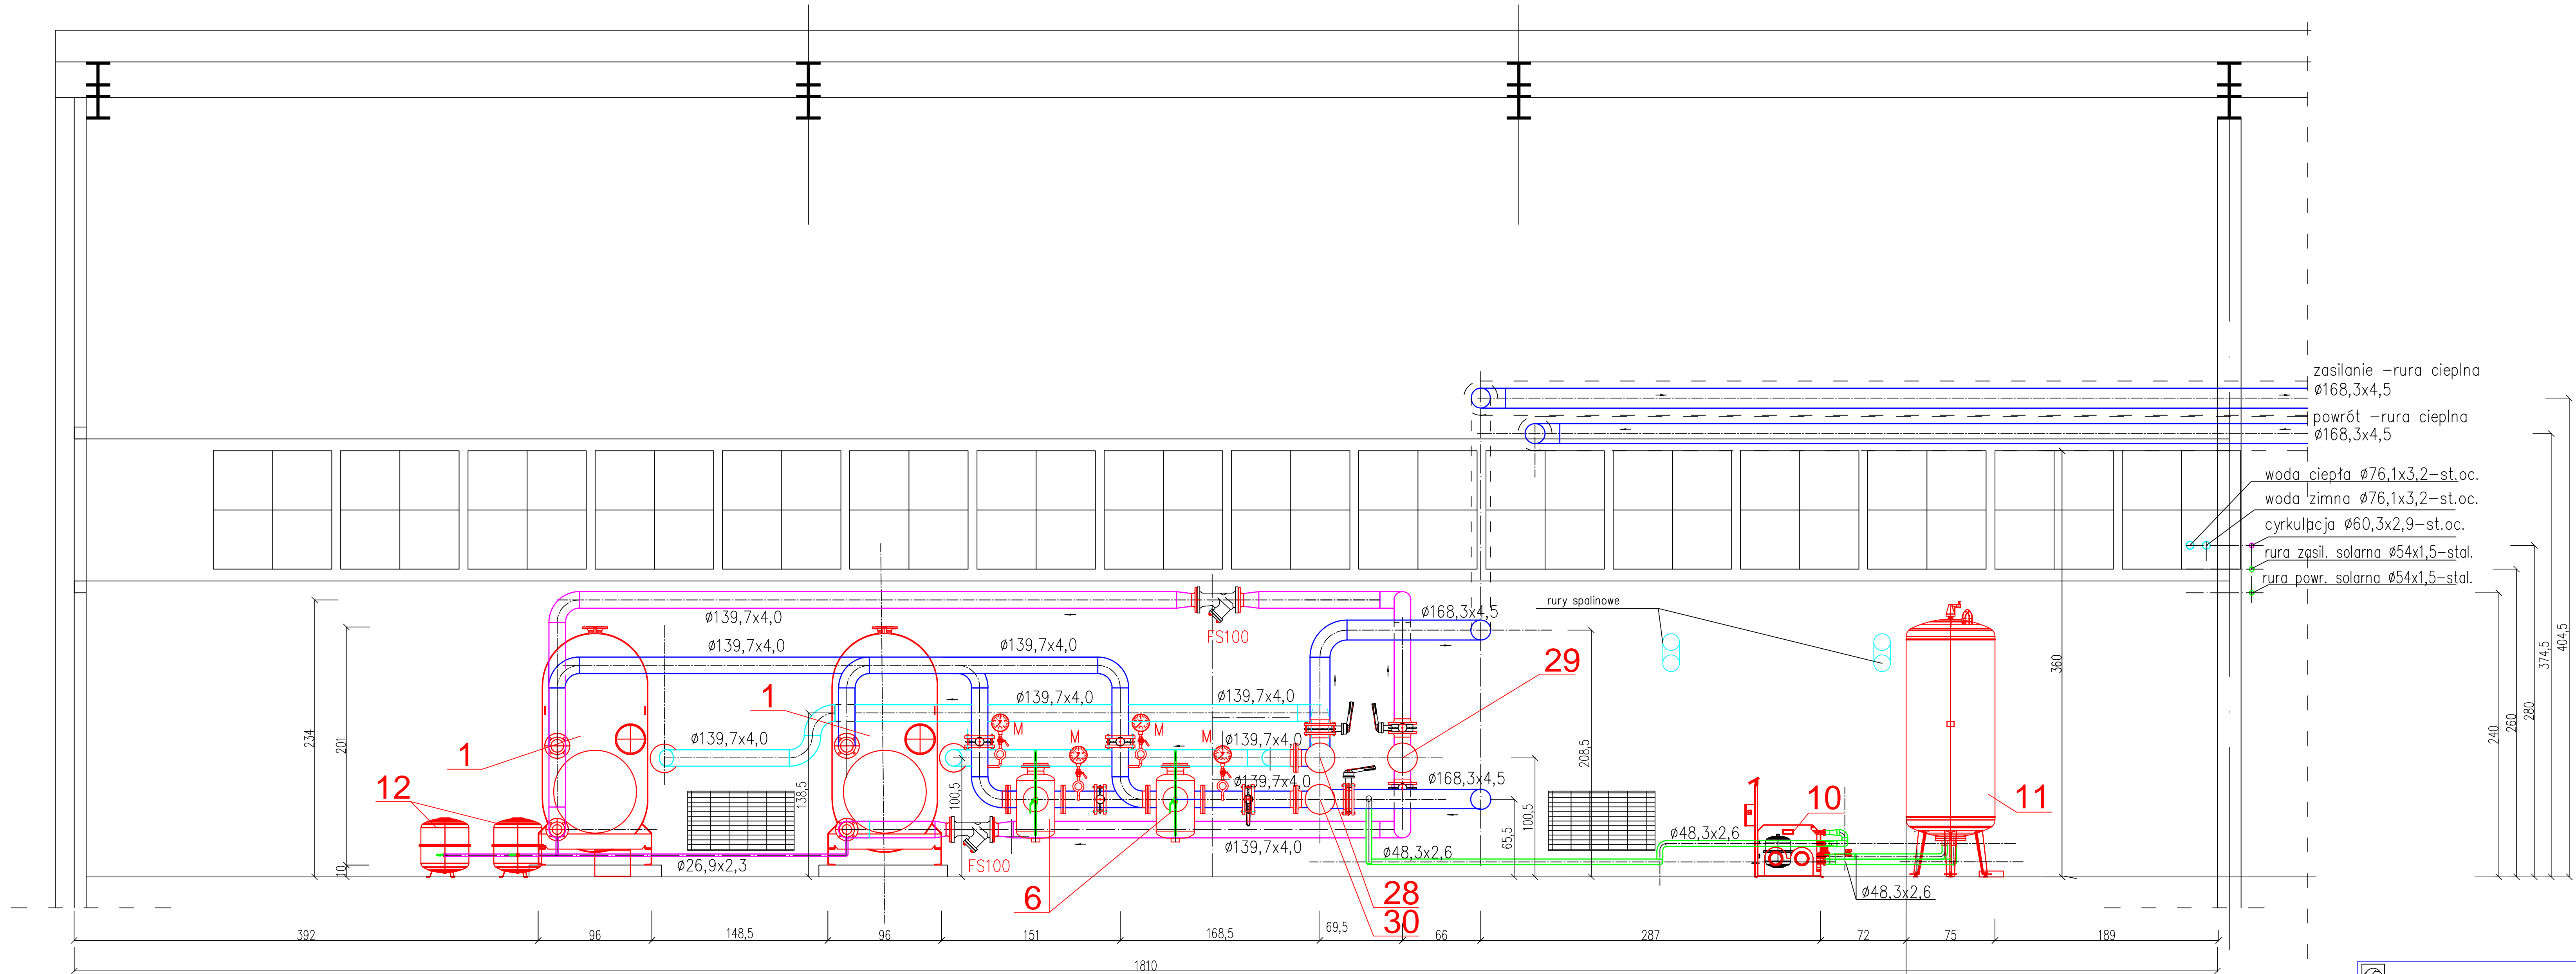 zasilanie -rura cieplna
ø168,3x4,5
powrót -rura cieplna
ø168,3x4,5
woda ciepła ø76,1x3,2-st.oc.
woda zimna ø76,1x3,2-st.oc.
cyrkulacja ø60,3x2,9-st.oc.
rura zasil. solarna ø54x1,5-stal.
rura powr. solarna ø54x1,5-stal.
rury spalinowe
ø139,7x4,0
FS100
ø168,3x4,5
ø139,7x4,0
ø139,7x4,0
29
1
ø139,7x4,0
ø139,7x4,0
M
M
M
M
1
ø139,7x4,0
ø139,7x4,0
12
ø139,7x4,0
ø168,3x4,5
10
11
ø48,3x2,6
ø139,7x4,0
ø48,3x2,6
FS100
ø26,9x2,3
ø48,3x2,6
6
28
30
234
201
10
138,5
100,5
208,5
100,5
65,5
360
240
260
280
374,5
404,5
392
96
148,5
96
151
168,5
69,5
66
287
72
75
189
1810